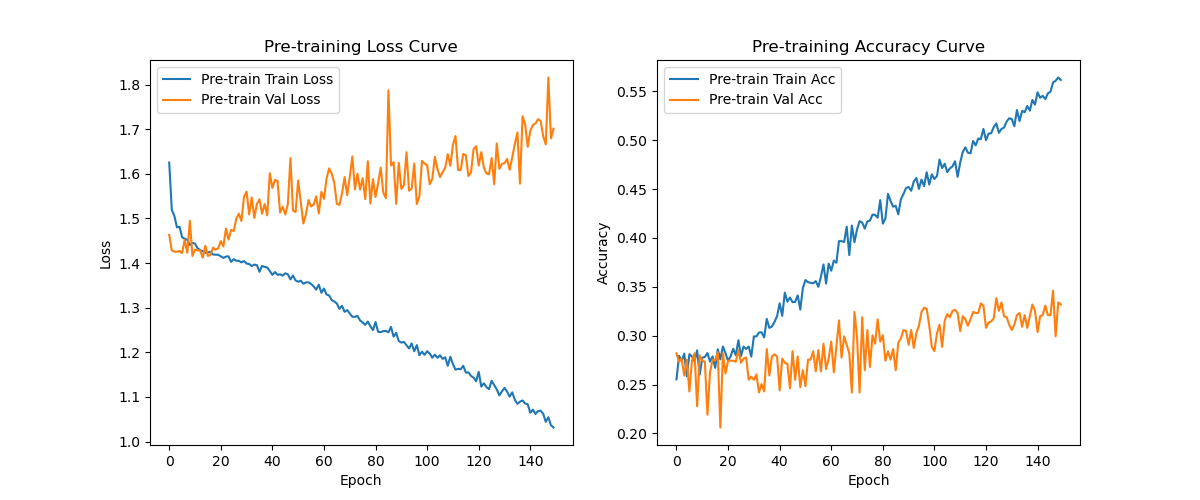 Pre-training Loss Curve
Pre-train Train Loss
Pre-train Val Loss
Loss
1.8
1.7
1.6
1.5
1.4
1.3
1.2
1.1
1.0
0 20 40 60 80 100 120 140
Epoch
Pre-training Accuracy Curve
Pre-train Train Acc
Pre-train Val Acc
Accuracy
0.55
0.50
0.45
0.40
0.35
0.30
0.25
0.20
0 20 40 60 80 100 120 140
Epoch